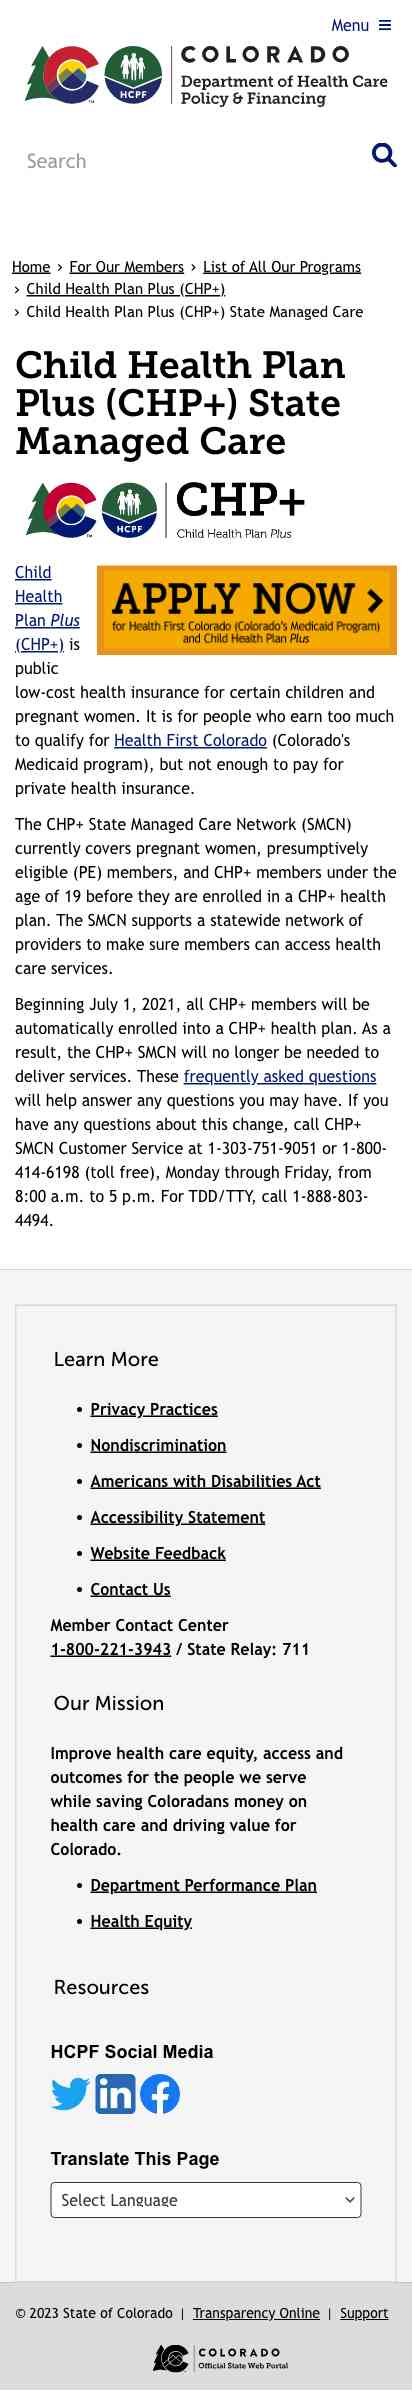 Menu
COLORADO
Department of Health Care
Policy & Financing
HCPF
TM
Search
Home › For Our Members › List of All Our Programs
› Child Health Plan Plus (CHP+)
› Child Health Plan Plus (CHP+) State Managed Care
Child Health Plan
Plus (CHP+) State
Managed Care
HCPF
TM
CHP+
Child Health Plan Plus
APPLY NOW
for Health First Colorado (Colorado's Medicaid Program)
and Child Health Plan Plus
Child
Health
Plan Plus
(CHP+) is
public
low-cost health insurance for certain children and
pregnant women. It is for people who earn too much
to qualify for Health First Colorado (Colorado's
Medicaid program), but not enough to pay for
private health insurance.
The CHP+ State Managed Care Network (SMCN)
currently covers pregnant women, presumptively
eligible (PE) members, and CHP+ members under the
age of 19 before they are enrolled in a CHP+ health
plan. The SMCN supports a statewide network of
providers to make sure members can access health
care services.
Beginning July 1, 2021, all CHP+ members will be
automatically enrolled into a CHP+ health plan. As a
result, the CHP+ SMCN will no longer be needed to
deliver services. These frequently asked questions
will help answer any questions you may have. If you
have any questions about this change, call CHP+
SMCN Customer Service at 1-303-751-9051 or 1-800-
414-6198 (toll free), Monday through Friday, from
8:00 a.m. to 5 p.m. For TDD/TTY, call 1-888-803-
4494.
Learn More
• Privacy Practices
• Nondiscrimination
• Americans with Disabilities Act
• Accessibility Statement
• Website Feedback
• Contact Us
Member Contact Center
1-800-221-3943 / State Relay: 711
Our Mission
Improve health care equity, access and
outcomes for the people we serve
while saving Coloradans money on
health care and driving value for
Colorado.
• Department Performance Plan
• Health Equity
Resources
HCPF Social Media
Translate This Page
Select Language
© 2023 State of Colorado | Transparency Online | Support
COLORADO
Official State Web Portal